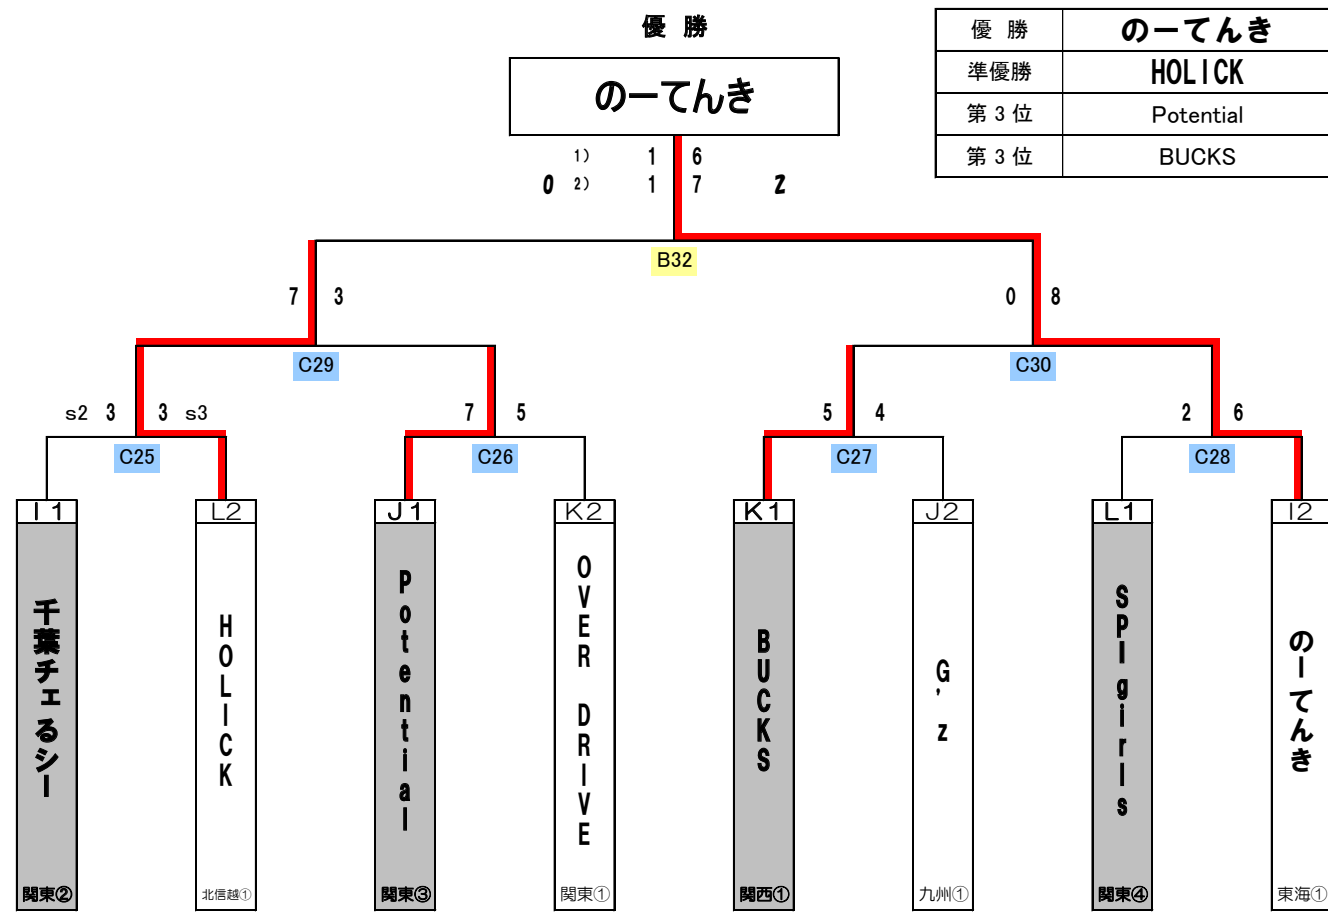 優 勝
のーてんき
優 勝 のーてんき
準優勝 HOLICK
第 3 位 Potential
第 3 位 BUCKS
1) 1 6
0 2) 1 7 2
B32
7 3
0 8
C29
C30
s2 3 3 s3
7 5
5 4
2 6
C25
C26
C27
C28
I1
L2
J1
K2
K1
J2
L1
I2
千葉チェるシー
HOLICK
Potential
OVER DRIVE
BUCKS
G'z
SPIgirls
のーてんき
関東②
北信越①
関東③
関東①
関西①
九州①
関東④
東海①